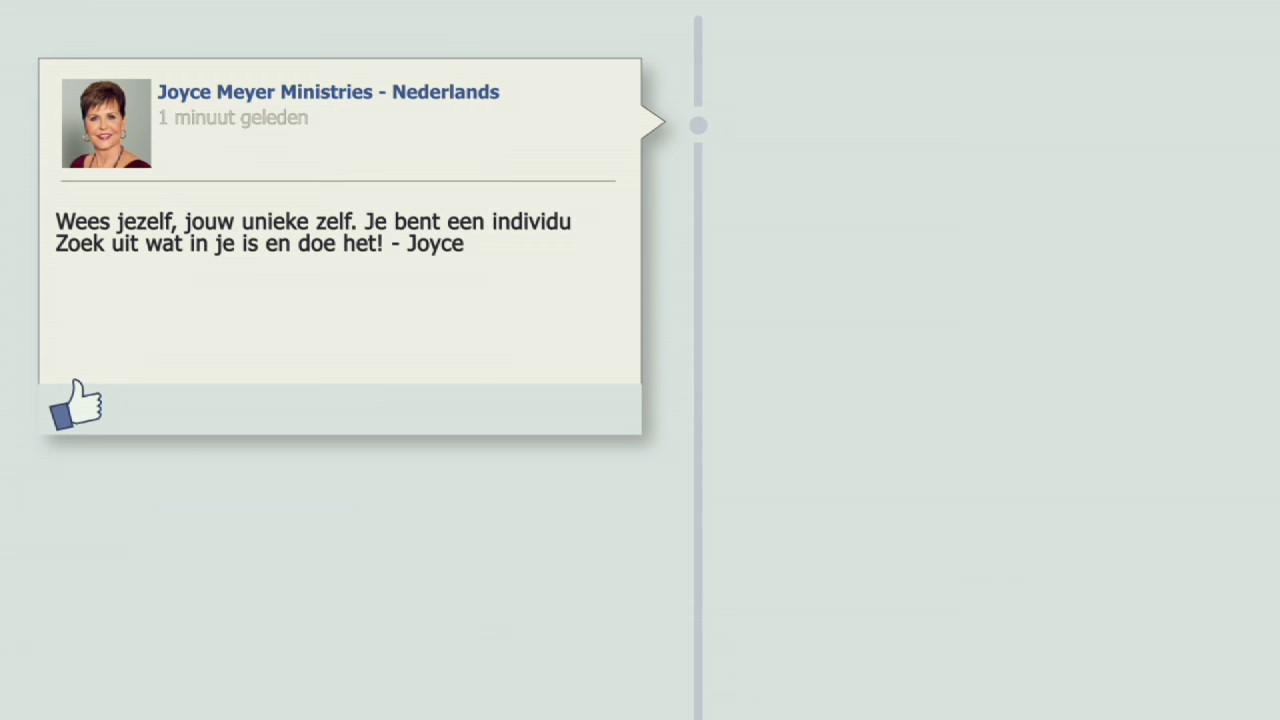 Joyce Meyer Ministries - Nederlands
1 minuut geleden
Wees jezelf, jouw unieke zelf. Je bent een individu
Zoek uit wat in je is en doe het! - Joyce